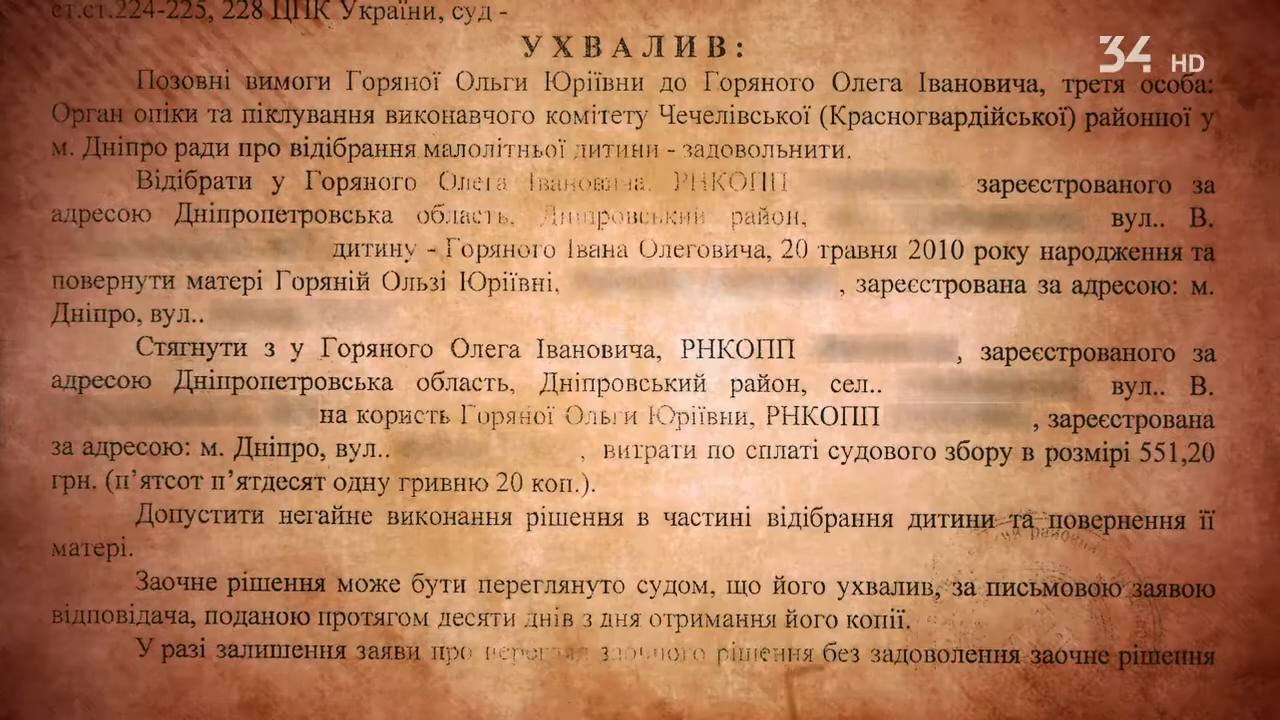 ст.ст.224-225, 228 ЦПК України, суд -
УХВАЛИВ:
34 HD
Позовні вимоги Горяної Ольги Юріївни до Горяного Олега Івановича, третя особа:
Орган опіки та піклування виконавчого комітету Чечелівської (Красногвардійської) районної у
м. Дніпро ради про відібрання малолітньої дитини - задовольнити.
Відібрати у Горяного Олега Івановича, РНКОПП зареєстрованого за
адресою Дніпропетровська область, Дніпровський район, вул.. В.
дитину - Горяного Івана Олеговича, 20 травня 2010 року народження та
повернути матері Горяній Ользі Юріївні, , зареєстрована за адресою: м.
Дніпро, вул..
Стягнути з у Горяного Олега Івановича, РНКОПП , зареєстрованого за
адресою Дніпропетровська область, Дніпровський район, сел.. вул.. В.
на користь Горяної Ольги Юріївни, РНКОПП , зареєстрована
за адресою: м. Дніпро, вул.. , витрати по сплаті судового збору в розмірі 551,20
грн. (п’ятсот п’ятдесят одну гривню 20 коп.).
Допустити негайне виконання рішення в частині відібрання дитини та повернення її
матері.
Заочне рішення може бути переглянуто судом, що його ухвалив, за письмовою заявою
відповідача, поданою протягом десяти днів з дня отримання його копії.
У разі залишення заяви про перегляд заочного рішення без задоволення заочне рішення